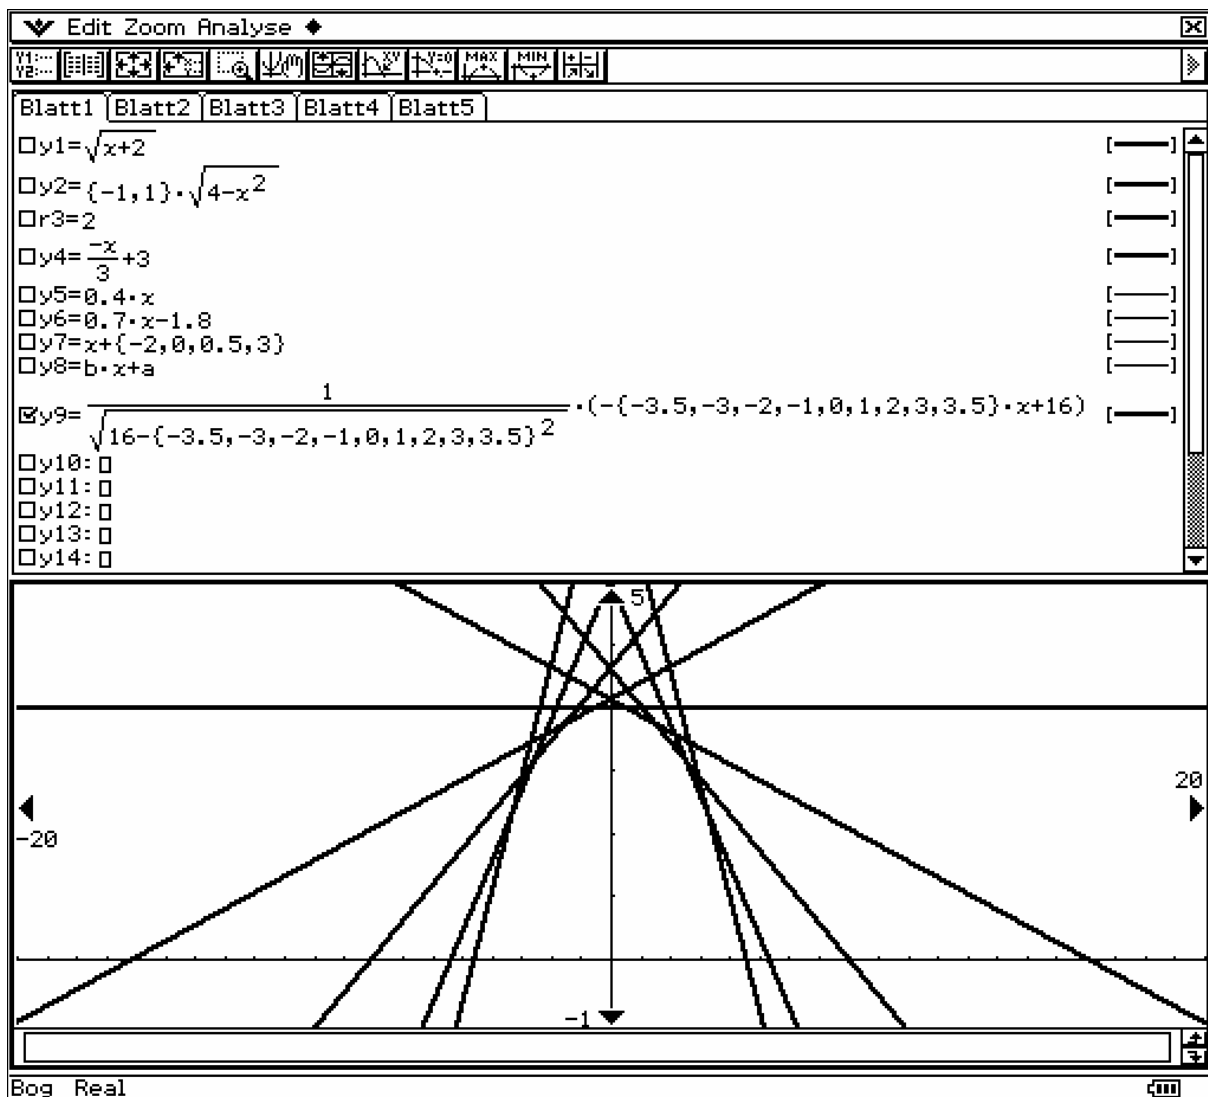 Edit Zoom Analyse
Blatt1 Blatt2 Blatt3 Blatt4 Blatt5
y1=√(x+2)
y2={-1,1}·√(4-x^2)
r3=2
y4=-x/3+3
y5=0.4·x
y6=0.7·x-1.8
y7=x+{-2,0,0.5,3}
y8=b·x+a
y9=1/√(16-{-3.5,-3,-2,-1,0,1,2,3,3.5}^2)·(-{-3.5,-3,-2,-1,0,1,2,3,3.5}·x+16)
y10:
y11:
y12:
y13:
y14:
5
20
-20
-1
Bog Real